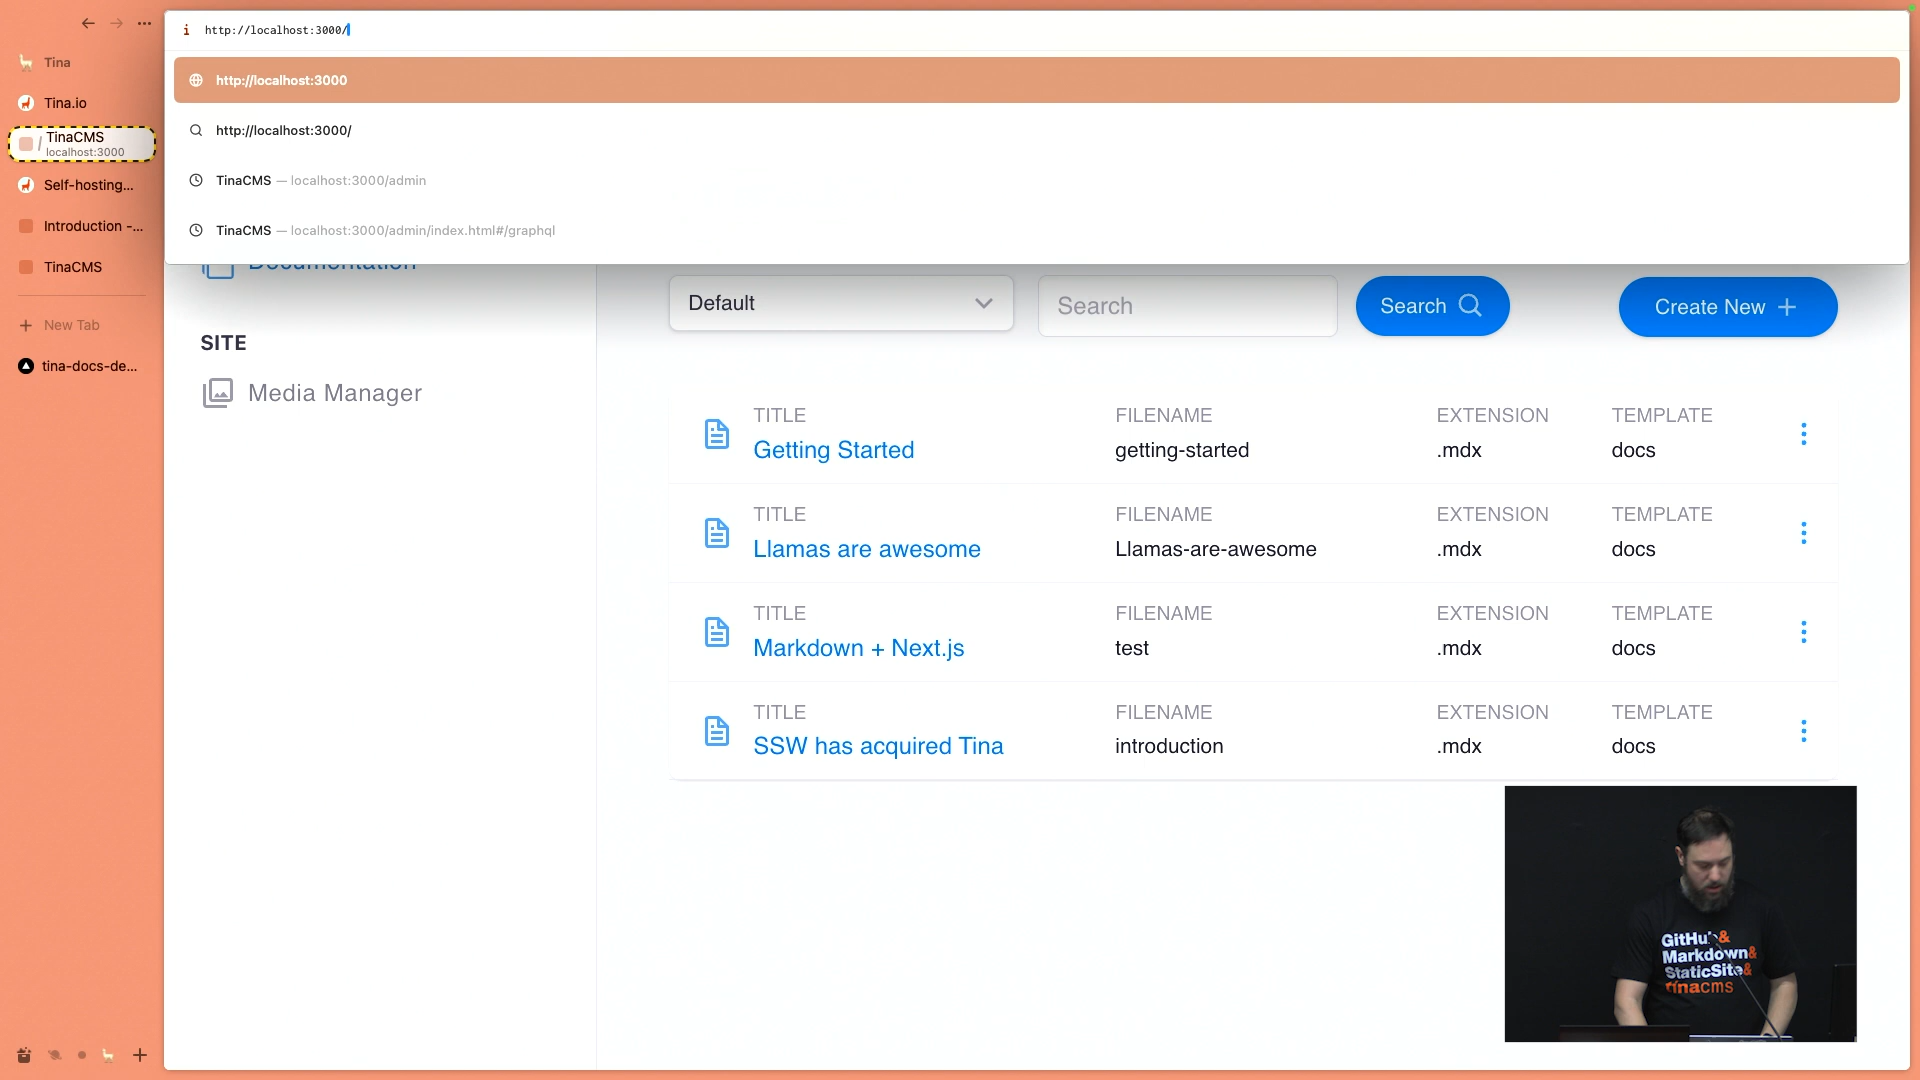 http://localhost:3000/
Tina
Tina.io
/ TinaCMS
localhost:3000
Self-hosting...
Introduction -...
TinaCMS
New Tab
tina-docs-de...
http://localhost:3000
http://localhost:3000/
TinaCMS — localhost:3000/admin
TinaCMS — localhost:3000/admin/index.html#/graphql
Documentation
SITE
Media Manager
Default
Search
Search
Create New
TITLE FILENAME EXTENSION TEMPLATE
Getting Started getting-started .mdx docs
TITLE FILENAME EXTENSION TEMPLATE
Llamas are awesome Llamas-are-awesome .mdx docs
TITLE FILENAME EXTENSION TEMPLATE
Markdown + Next.js test .mdx docs
TITLE FILENAME EXTENSION TEMPLATE
SSW has acquired Tina introduction .mdx docs
GitHub&
Markdown&
StaticSite&
tinacms